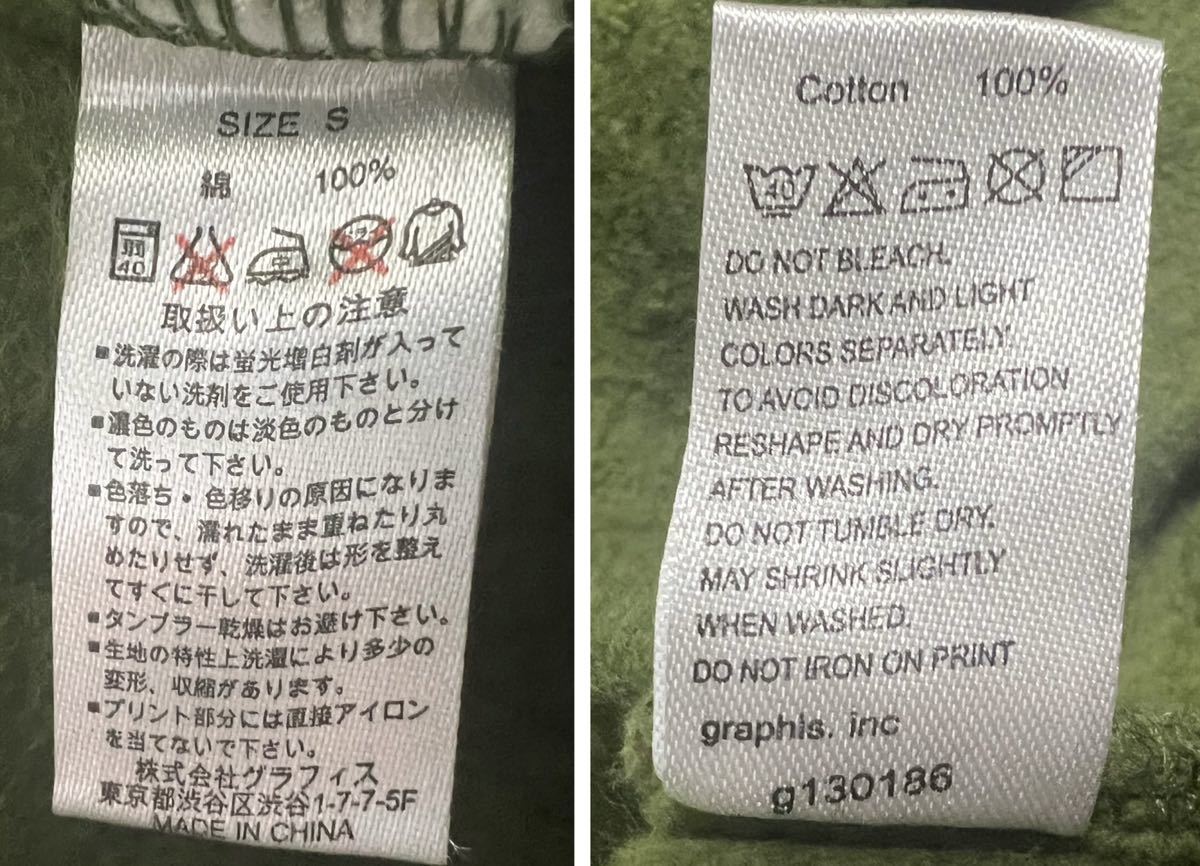 SIZE S
綿 100%
40
取扱い上の注意
■洗濯の際は蛍光増白剤が入って
いない洗剤をご使用下さい。
■濃色のものは淡色のものと分け
て洗って下さい。
■色落ち・色移りの原因になりま
すので、濡れたまま重ねたり丸
めたりせず、洗濯後は形を整え
てすぐに干して下さい。
■タンブラー乾燥はお避け下さい。
■生地の特性上洗濯により多少の
変形、収縮があります。
■プリント部分には直接アイロン
を当てないで下さい。
株式会社グラフィス
東京都渋谷区渋谷1-7-7-5F
MADE IN CHINA
Cotton 100%
40
DO NOT BLEACH.
WASH DARK AND LIGHT
COLORS SEPARATELY.
TO AVOID DISCOLORATION
RESHAPE AND DRY PROMPTLY
AFTER WASHING.
DO NOT TUMBLE DRY.
MAY SHRINK SLIGHTLY
WHEN WASHED.
DO NOT IRON ON PRINT
graphis. inc
g130186